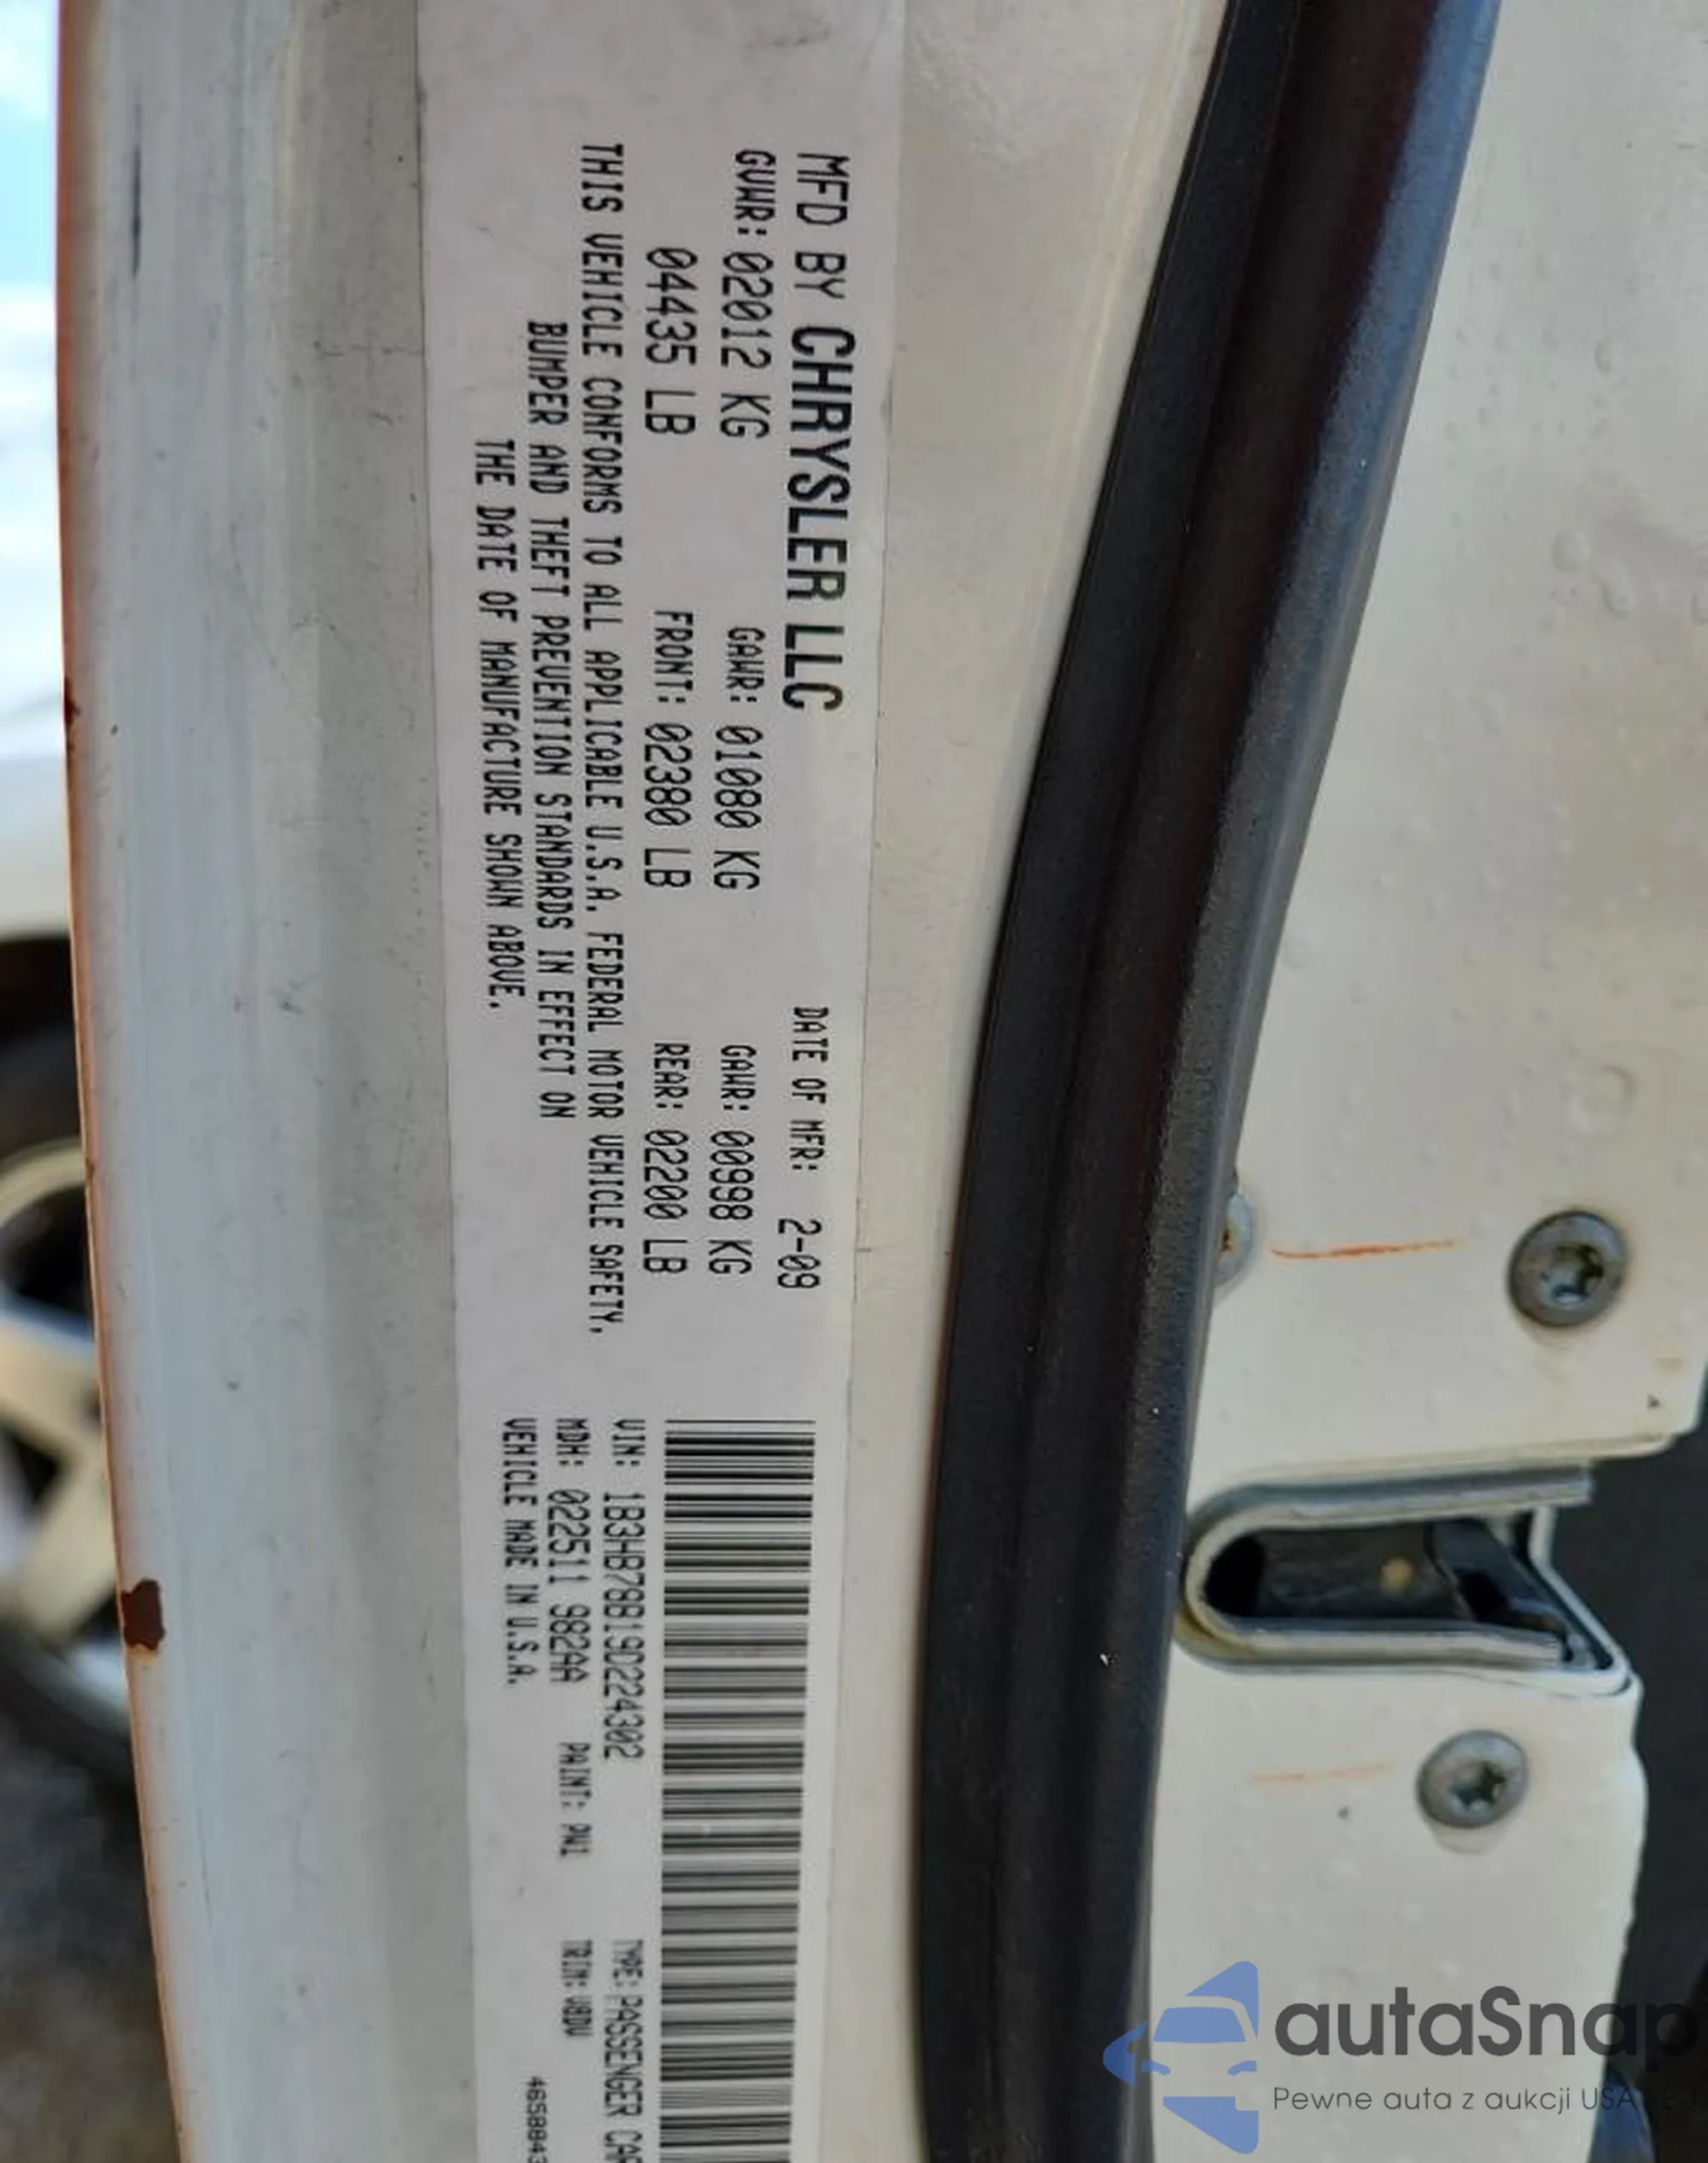 MFD BY CHRYSLER LLC DATE OF MFR: 2-09
GVWR: 02012 KG GAWR: 01080 KG GAWR: 00998 KG
04435 LB FRONT: 02380 LB REAR: 02200 LB
THIS VEHICLE CONFORMS TO ALL APPLICABLE U.S.A. FEDERAL MOTOR VEHICLE SAFETY,
BUMPER AND THEFT PREVENTION STANDARDS IN EFFECT ON
THE DATE OF MANUFACTURE SHOWN ABOVE.
VIN: 1B3HB78B19D224302 TYPE: PASSENGER CAR
MDH: 022511 982AA PAINT: PW1 TRIM:
VEHICLE MADE IN U.S.A.
autaSnap
Pewne auta z aukcji USA